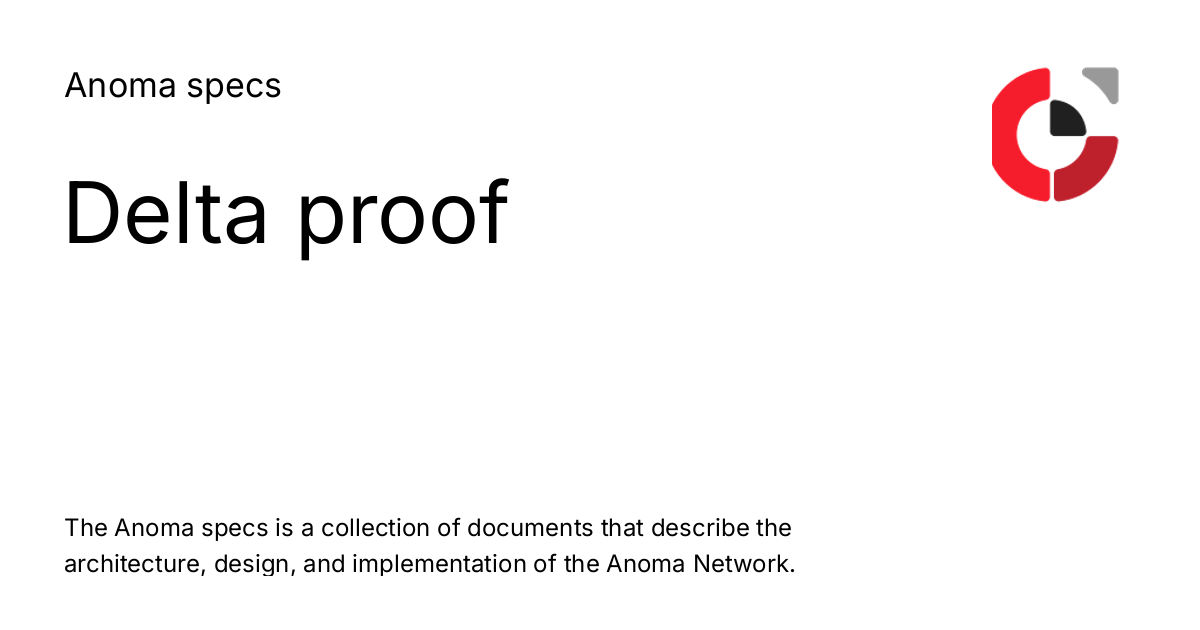 Anoma specs
Delta proof
The Anoma specs is a collection of documents that describe the
architecture, design, and implementation of the Anoma Network.